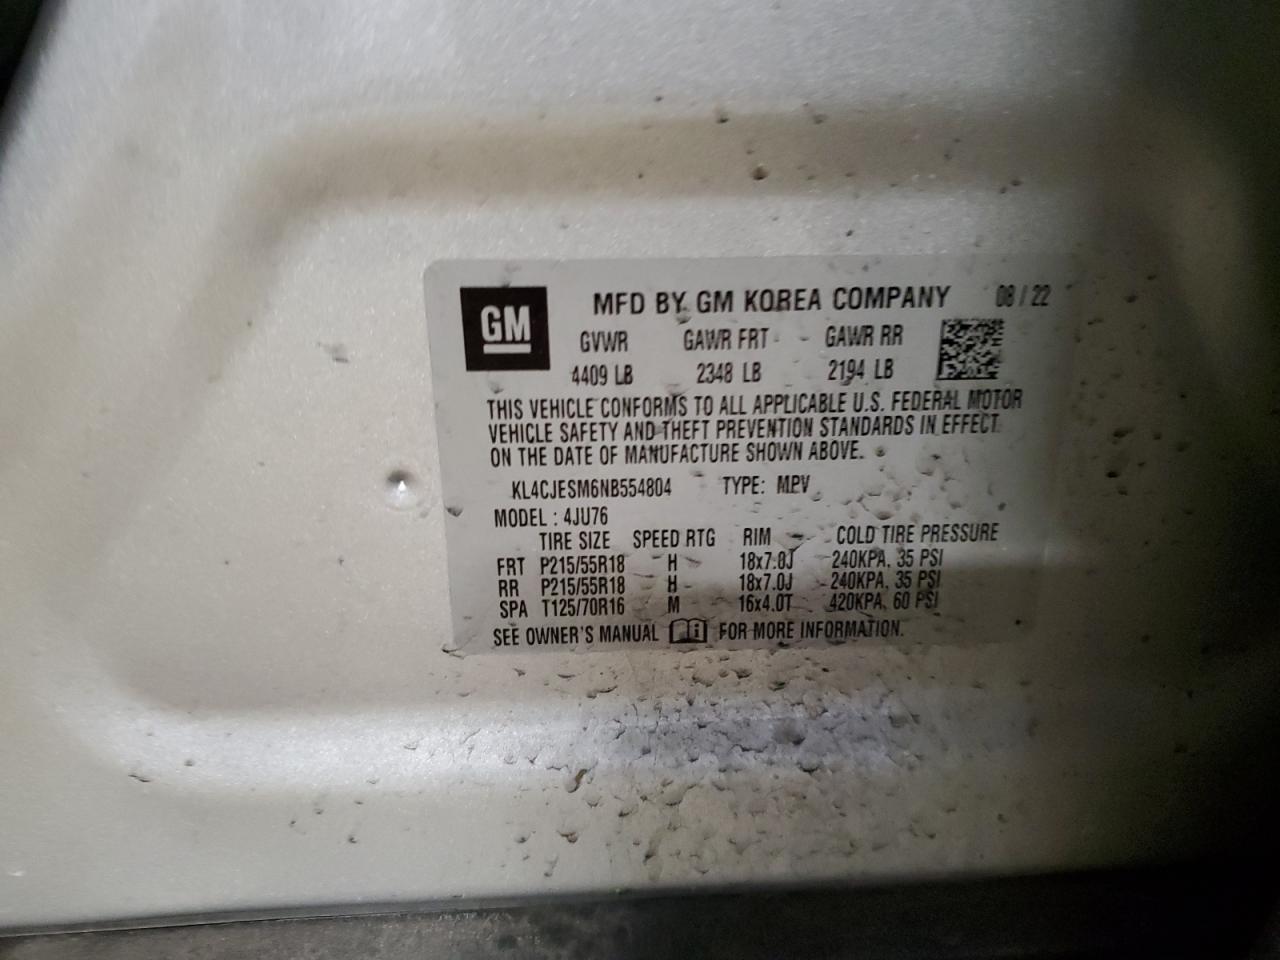 GM
MFD BY GM KOREA COMPANY 08 / 22
GVWR GAWR FRT GAWR RR
4409 LB 2348 LB 2194 LB
THIS VEHICLE CONFORMS TO ALL APPLICABLE U.S. FEDERAL MOTOR
VEHICLE SAFETY AND THEFT PREVENTION STANDARDS IN EFFECT
ON THE DATE OF MANUFACTURE SHOWN ABOVE.
KL4CJESM6NB554804 TYPE: MPV
MODEL : 4JU76
TIRE SIZE SPEED RTG RIM COLD TIRE PRESSURE
FRT P215/55R18 H 18x7.0J 240KPA, 35 PSI
RR P215/55R18 H 18x7.0J 240KPA, 35 PSI
SPA T125/70R16 M 16x4.0T 420KPA, 60 PSI
SEE OWNER'S MANUAL FOR MORE INFORMATION.